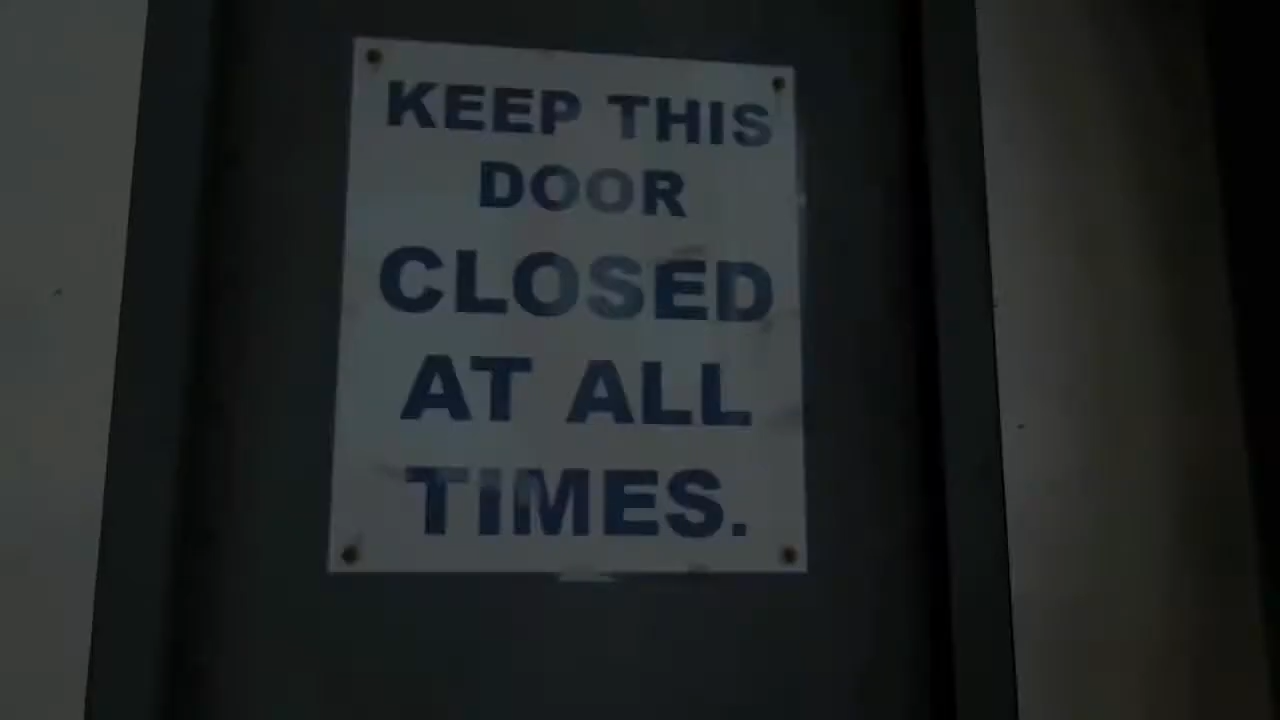 KEEP THIS
DOOR
CLOSED
AT ALL
TIMES.